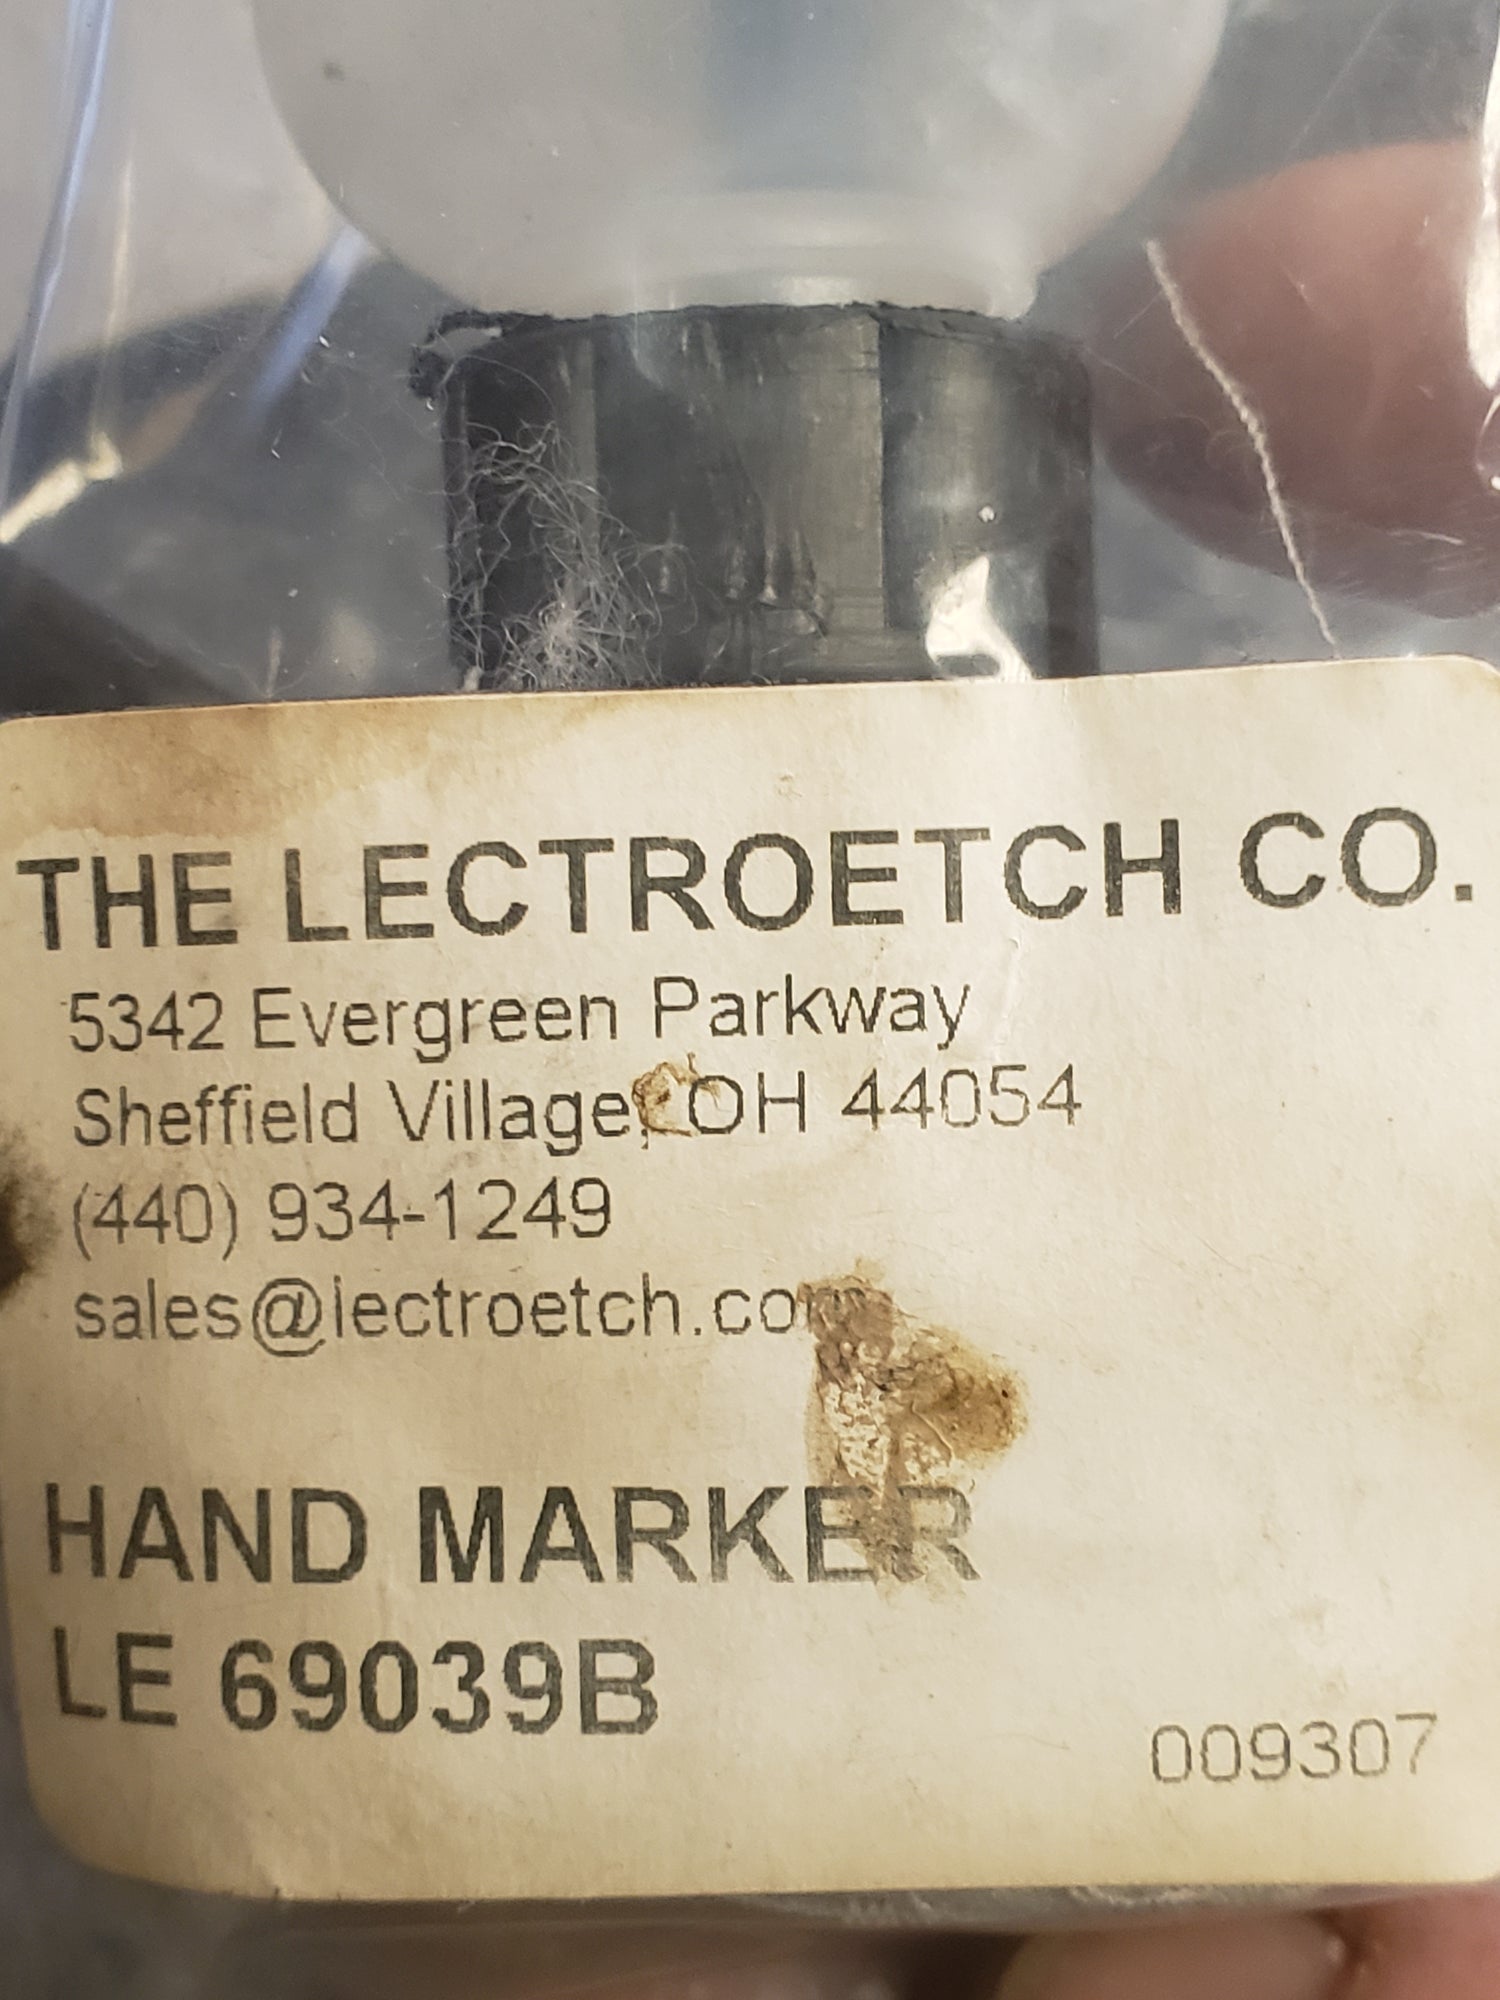 THE LECTROETCH CO.
5342 Evergreen Parkway
Sheffield Village, OH 44054
(440) 934-1249
sales@lectroetch.com
HAND MARKER
LE 69039B
009307